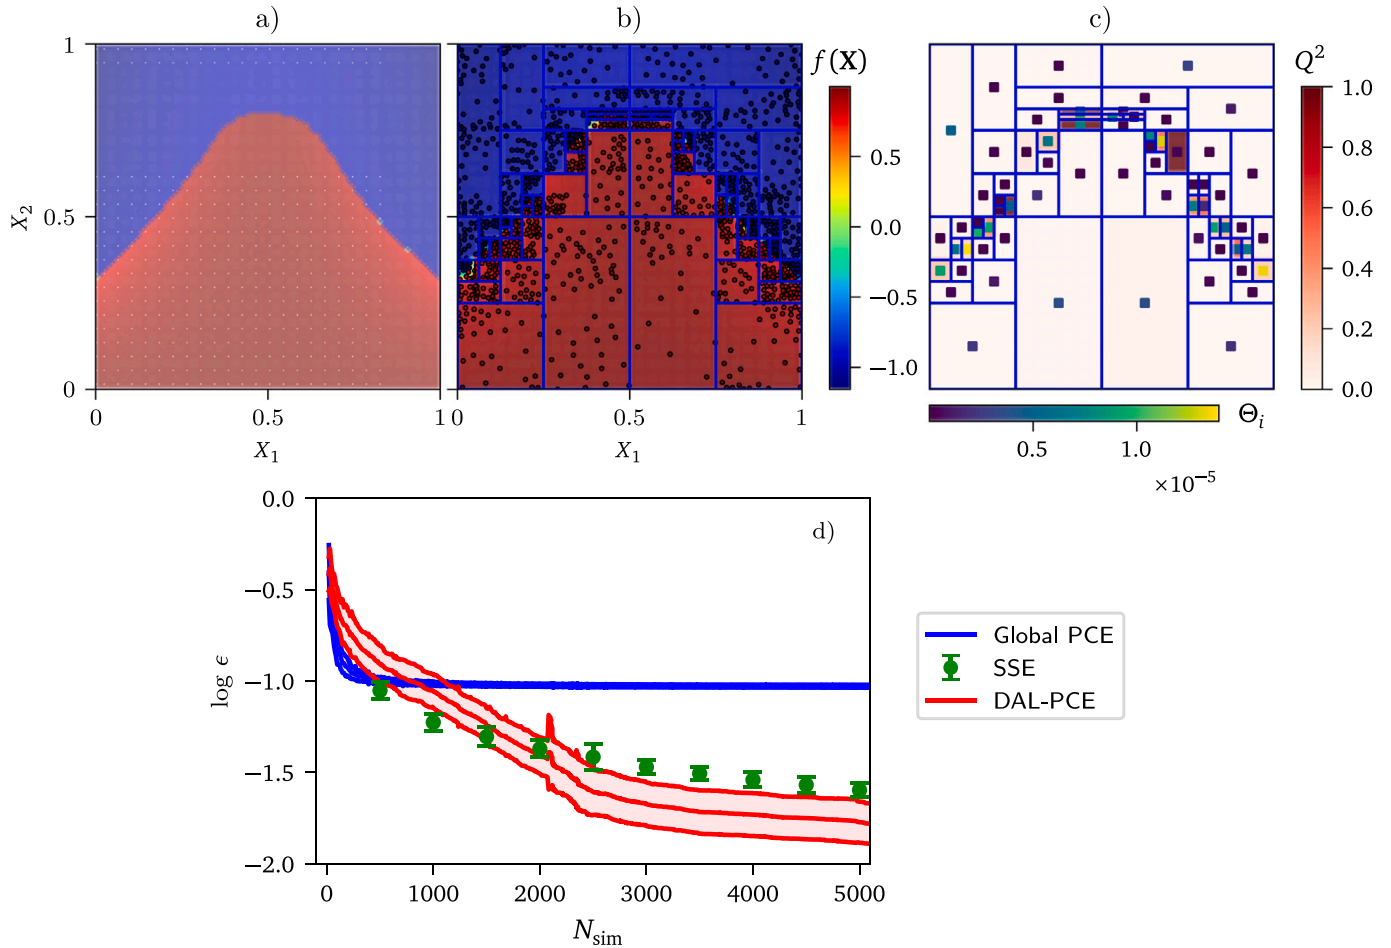 a)
b)
c)
1
0.5
0
X₂
0
0.5
1
X₁
0
0.5
1
X₁
f(X)
0.5
0.0
−0.5
−1.0
Q²
1.0
0.8
0.6
0.4
0.2
0.0
Θᵢ
0.5
1.0
×10⁻⁵
d)
0.0
−0.5
−1.0
−1.5
−2.0
log ϵ
0
1000
2000
3000
4000
5000
N_sim
Global PCE
SSE
DAL-PCE